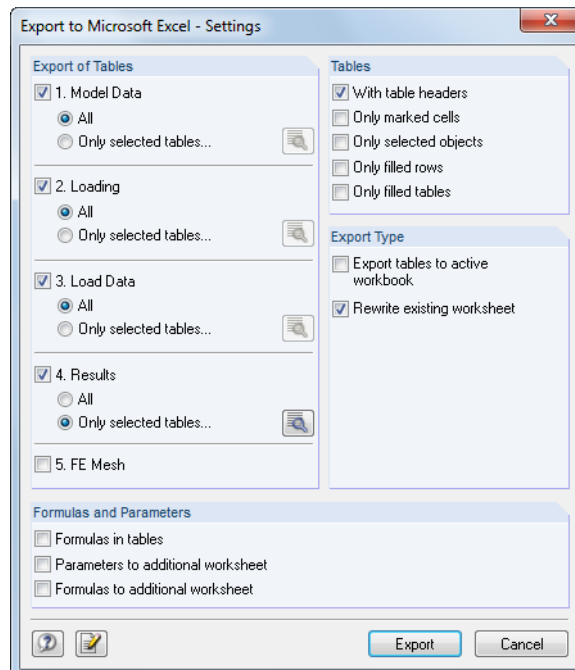 Export to Microsoft Excel - Settings
Export of Tables
1. Model Data
All
Only selected tables...
2. Loading
All
Only selected tables...
3. Load Data
All
Only selected tables...
4. Results
All
Only selected tables...
5. FE Mesh
Tables
With table headers
Only marked cells
Only selected objects
Only filled rows
Only filled tables
Export Type
Export tables to active
workbook
Rewrite existing worksheet
Formulas and Parameters
Formulas in tables
Parameters to additional worksheet
Formulas to additional worksheet
Export
Cancel